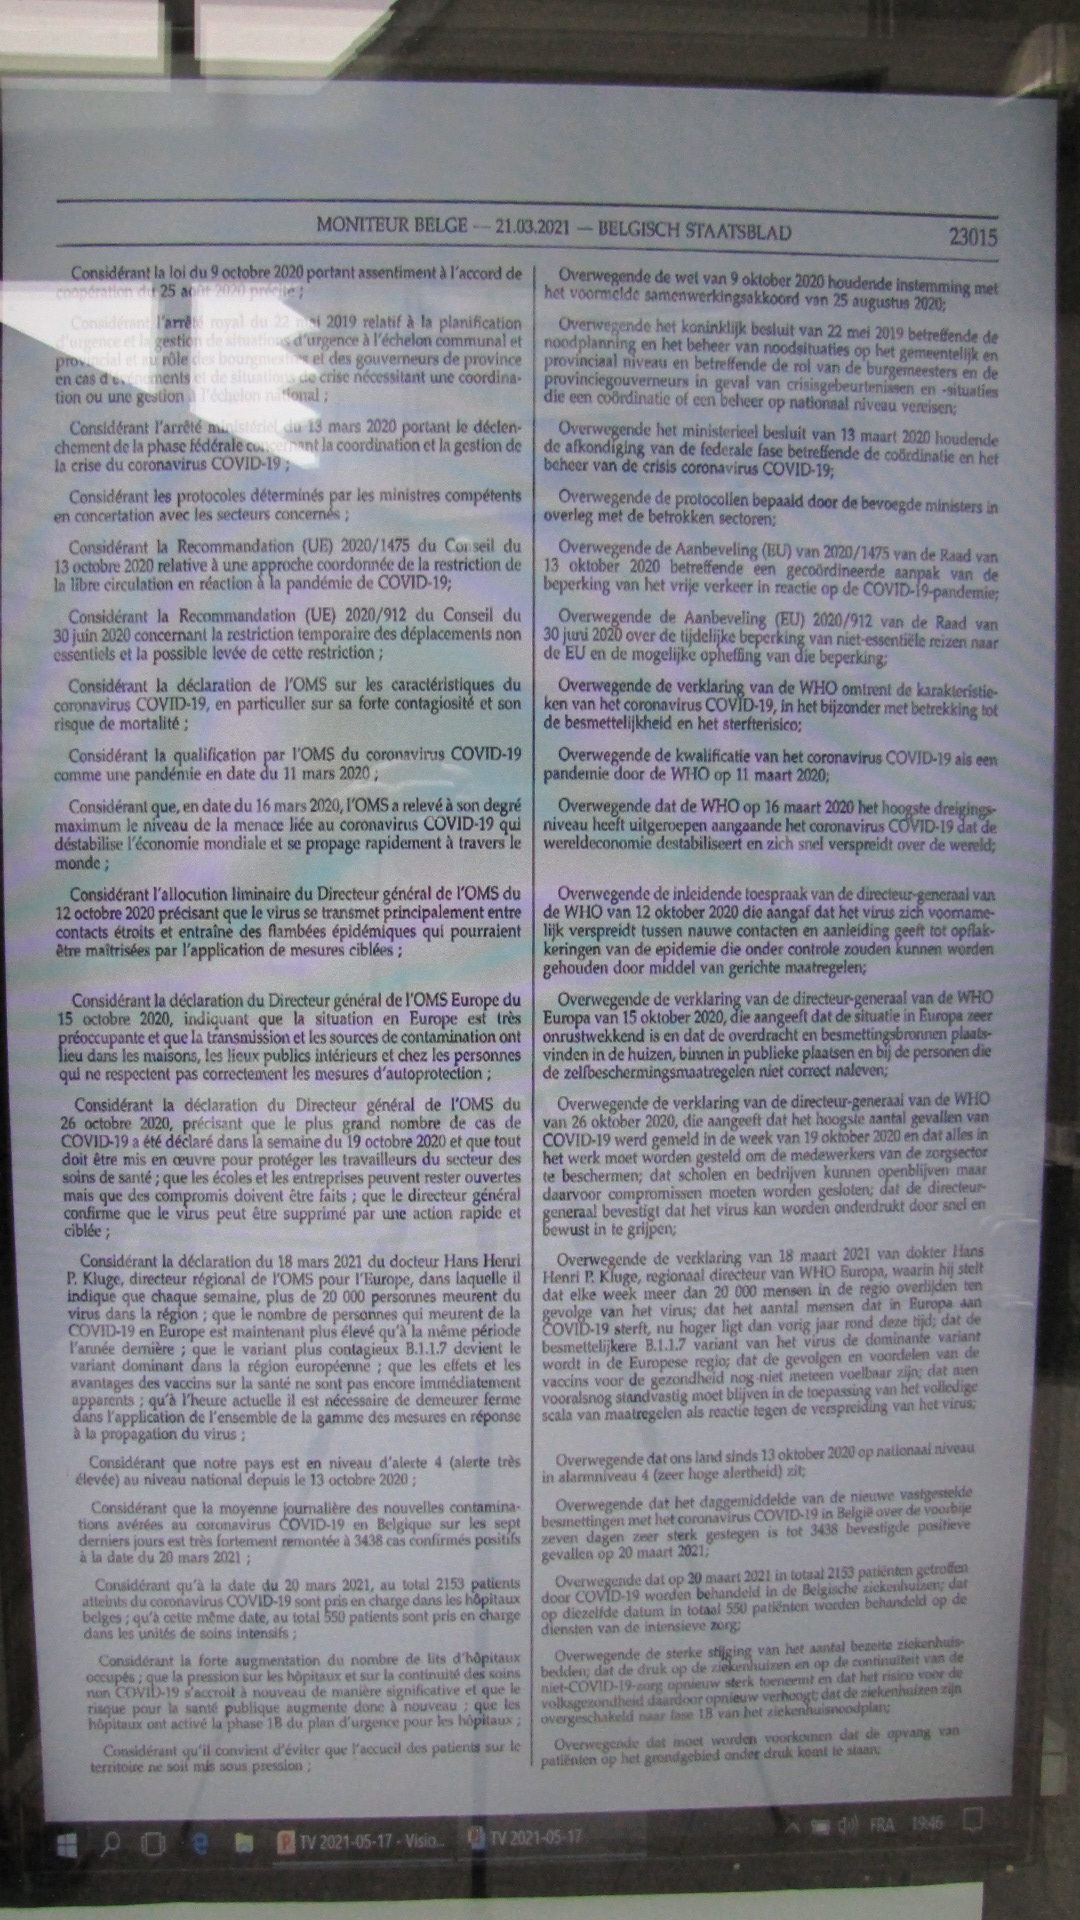 MONITEUR BELGE — 21.03.2021 — BELGISCH STAATSBLAD
23015
Considérant la loi du 9 octobre 2020 portant assentiment à l'accord de
coopération du 25 août 2020 précité ;
Considérant l'arrêté royal du 22 mai 2019 relatif à la planification
d'urgence et la gestion de situations d'urgence à l'échelon communal et
provincial et au rôle des bourgmestres et des gouverneurs de province
en cas d'événements et de situations de crise nécessitant une coordina-
tion ou une gestion à l'échelon national ;
Considérant l'arrêté ministériel du 13 mars 2020 portant le déclen-
chement de la phase fédérale concernant la coordination et la gestion de
la crise du coronavirus COVID-19 ;
Considérant les protocoles déterminés par les ministres compétents
en concertation avec les secteurs concernés ;
Considérant la Recommandation (UE) 2020/1475 du Conseil du
13 octobre 2020 relative à une approche coordonnée de la restriction de
la libre circulation en réaction à la pandémie de COVID-19;
Considérant la Recommandation (UE) 2020/912 du Conseil du
30 juin 2020 concernant la restriction temporaire des déplacements non
essentiels et la possible levée de cette restriction ;
Considérant la déclaration de l'OMS sur les caractéristiques du
coronavirus COVID-19, en particulier sur sa forte contagiosité et son
risque de mortalité ;
Considérant la qualification par l'OMS du coronavirus COVID-19
comme une pandémie en date du 11 mars 2020 ;
Considérant que, en date du 16 mars 2020, l'OMS a relevé à son degré
maximum le niveau de la menace liée au coronavirus COVID-19 qui
déstabilise l'économie mondiale et se propage rapidement à travers le
monde ;
Considérant l'allocution liminaire du Directeur général de l'OMS du
12 octobre 2020 précisant que le virus se transmet principalement entre
contacts étroits et entraîne des flambées épidémiques qui pourraient
être maîtrisées par l'application de mesures ciblées ;
Considérant la déclaration du Directeur général de l'OMS Europe du
15 octobre 2020, indiquant que la situation en Europe est très
préoccupante et que la transmission et les sources de contamination ont
lieu dans les maisons, les lieux publics intérieurs et chez les personnes
qui ne respectent pas correctement les mesures d'autoprotection ;
Considérant la déclaration du Directeur général de l'OMS du
26 octobre 2020, précisant que le plus grand nombre de cas de
COVID-19 a été déclaré dans la semaine du 19 octobre 2020 et que tout
doit être mis en œuvre pour protéger les travailleurs du secteur des
soins de santé ; que les écoles et les entreprises peuvent rester ouvertes
mais que des compromis doivent être faits ; que le directeur général
confirme que le virus peut être supprimé par une action rapide et
ciblée ;
Considérant la déclaration du 18 mars 2021 du docteur Hans Henri
P. Kluge, directeur régional de l'OMS pour l'Europe, dans laquelle il
indique que chaque semaine, plus de 20 000 personnes meurent du
virus dans la région ; que le nombre de personnes qui meurent de la
COVID-19 en Europe est maintenant plus élevé qu'à la même période
l'année dernière ; que le variant plus contagieux B.1.1.7 devient le
variant dominant dans la région européenne ; que les effets et les
avantages des vaccins sur la santé ne sont pas encore immédiatement
apparents ; qu'à l'heure actuelle il est nécessaire de demeurer ferme
dans l'application de l'ensemble de la gamme des mesures en réponse
à la propagation du virus ;
Considérant que notre pays est en niveau d'alerte 4 (alerte très
élevée) au niveau national depuis le 13 octobre 2020 ;
Considérant que la moyenne journalière des nouvelles contamina-
tions avérées au coronavirus COVID-19 en Belgique sur les sept
derniers jours est très fortement remontée à 3438 cas confirmés positifs
à la date du 20 mars 2021 ;
Considérant qu'à la date du 20 mars 2021, au total 2153 patients
atteints du coronavirus COVID-19 sont pris en charge dans les hôpitaux
belges ; qu'à cette même date, au total 550 patients sont pris en charge
dans les unités de soins intensifs ;
Considérant la forte augmentation du nombre de lits d'hôpitaux
occupés ; que la pression sur les hôpitaux et sur la continuité des soins
non COVID-19 s'accroît à nouveau de manière significative et que le
risque pour la santé publique augmente donc à nouveau ; que les
hôpitaux ont activé la phase 1B du plan d'urgence pour les hôpitaux ;
Considérant qu'il convient d'éviter que l'accueil des patients sur le
territoire ne soit mis sous pression ;
Overwegende de wet van 9 oktober 2020 houdende instemming met
het voormelde samenwerkingsakkoord van 25 augustus 2020;
Overwegende het koninklijk besluit van 22 mei 2019 betreffende de
noodplanning en het beheer van noodsituaties op het gemeentelijk en
provinciaal niveau en betreffende de rol van de burgemeesters en de
provinciegouverneurs in geval van crisisgebeurtenissen en -situaties
die een coördinatie of een beheer op nationaal niveau vereisen;
Overwegende het ministerieel besluit van 13 maart 2020 houdende
de afkondiging van de federale fase betreffende de coördinatie en het
beheer van de crisis coronavirus COVID-19;
Overwegende de protocollen bepaald door de bevoegde ministers in
overleg met de betrokken sectoren;
Overwegende de Aanbeveling (EU) van 2020/1475 van de Raad van
13 oktober 2020 betreffende een gecoördineerde aanpak van de
beperking van het vrije verkeer in reactie op de COVID-19-pandemie;
Overwegende de Aanbeveling (EU) 2020/912 van de Raad van
30 juni 2020 over de tijdelijke beperking van niet-essentiële reizen naar
de EU en de mogelijke opheffing van die beperking;
Overwegende de verklaring van de WHO omtrent de karakteristie-
ken van het coronavirus COVID-19, in het bijzonder met betrekking tot
de besmettelijkheid en het sterfterisico;
Overwegende de kwalificatie van het coronavirus COVID-19 als een
pandemie door de WHO op 11 maart 2020;
Overwegende dat de WHO op 16 maart 2020 het hoogste dreigings-
niveau heeft uitgeroepen aangaande het coronavirus COVID-19 dat de
wereldeconomie destabiliseert en zich snel verspreidt over de wereld;
Overwegende de inleidende toespraak van de directeur-generaal van
de WHO van 12 oktober 2020 die aangaf dat het virus zich voorname-
lijk verspreidt tussen nauwe contacten en aanleiding geeft tot opflak-
keringen van de epidemie die onder controle zouden kunnen worden
gehouden door middel van gerichte maatregelen;
Overwegende de verklaring van de directeur-generaal van de WHO
Europa van 15 oktober 2020, die aangeeft dat de situatie in Europa zeer
onrustwekkend is en dat de overdracht en besmettingsbronnen plaats-
vinden in de huizen, binnen in publieke plaatsen en bij de personen die
de zelfbeschermingsmaatregelen niet correct naleven;
Overwegende de verklaring van de directeur-generaal van de WHO
van 26 oktober 2020, die aangeeft dat het hoogste aantal gevallen van
COVID-19 werd gemeld in de week van 19 oktober 2020 en dat alles in
het werk moet worden gesteld om de medewerkers van de zorgsector
te beschermen; dat scholen en bedrijven kunnen openblijven maar
daarvoor compromissen moeten worden gesloten; dat de directeur-
generaal bevestigt dat het virus kan worden onderdrukt door snel en
bewust in te grijpen;
Overwegende de verklaring van 18 maart 2021 van dokter Hans
Henri P. Kluge, regionaal directeur van WHO Europa, waarin hij stelt
dat elke week meer dan 20 000 mensen in de regio overlijden ten
gevolge van het virus; dat het aantal mensen dat in Europa aan
COVID-19 sterft, nu hoger ligt dan vorig jaar rond deze tijd; dat de
besmettelijkere B.1.1.7 variant van het virus de dominante variant
wordt in de Europese regio; dat de gevolgen en voordelen van de
vaccins voor de gezondheid nog niet meteen voelbaar zijn; dat men
vooralsnog standvastig moet blijven in de toepassing van het volledige
scala van maatregelen als reactie tegen de verspreiding van het virus;
Overwegende dat ons land sinds 13 oktober 2020 op nationaal niveau
in alarmniveau 4 (zeer hoge alertheid) zit;
Overwegende dat het daggemiddelde van de nieuwe vastgestelde
besmettingen met het coronavirus COVID-19 in België over de voorbije
zeven dagen zeer sterk gestegen is tot 3438 bevestigde positieve
gevallen op 20 maart 2021;
Overwegende dat op 20 maart 2021 in totaal 2153 patiënten getroffen
door COVID-19 worden behandeld in de Belgische ziekenhuizen; dat
op diezelfde datum in totaal 550 patiënten worden behandeld op de
diensten van de intensieve zorg;
Overwegende de sterke stijging van het aantal bezette ziekenhuis-
bedden; dat de druk op de ziekenhuizen en op de continuïteit van de
niet-COVID-19-zorg opnieuw sterk toeneemt en dat het risico voor de
volksgezondheid daardoor opnieuw verhoogt; dat de ziekenhuizen zijn
overgeschakeld naar fase 1B van het ziekenhuisnoodplan;
Overwegende dat moet worden voorkomen dat de opvang van
patiënten op het grondgebied onder druk komt te staan;
TV 2021-05-17 - Visio...
TV 2021-05-17
FRA
19:46